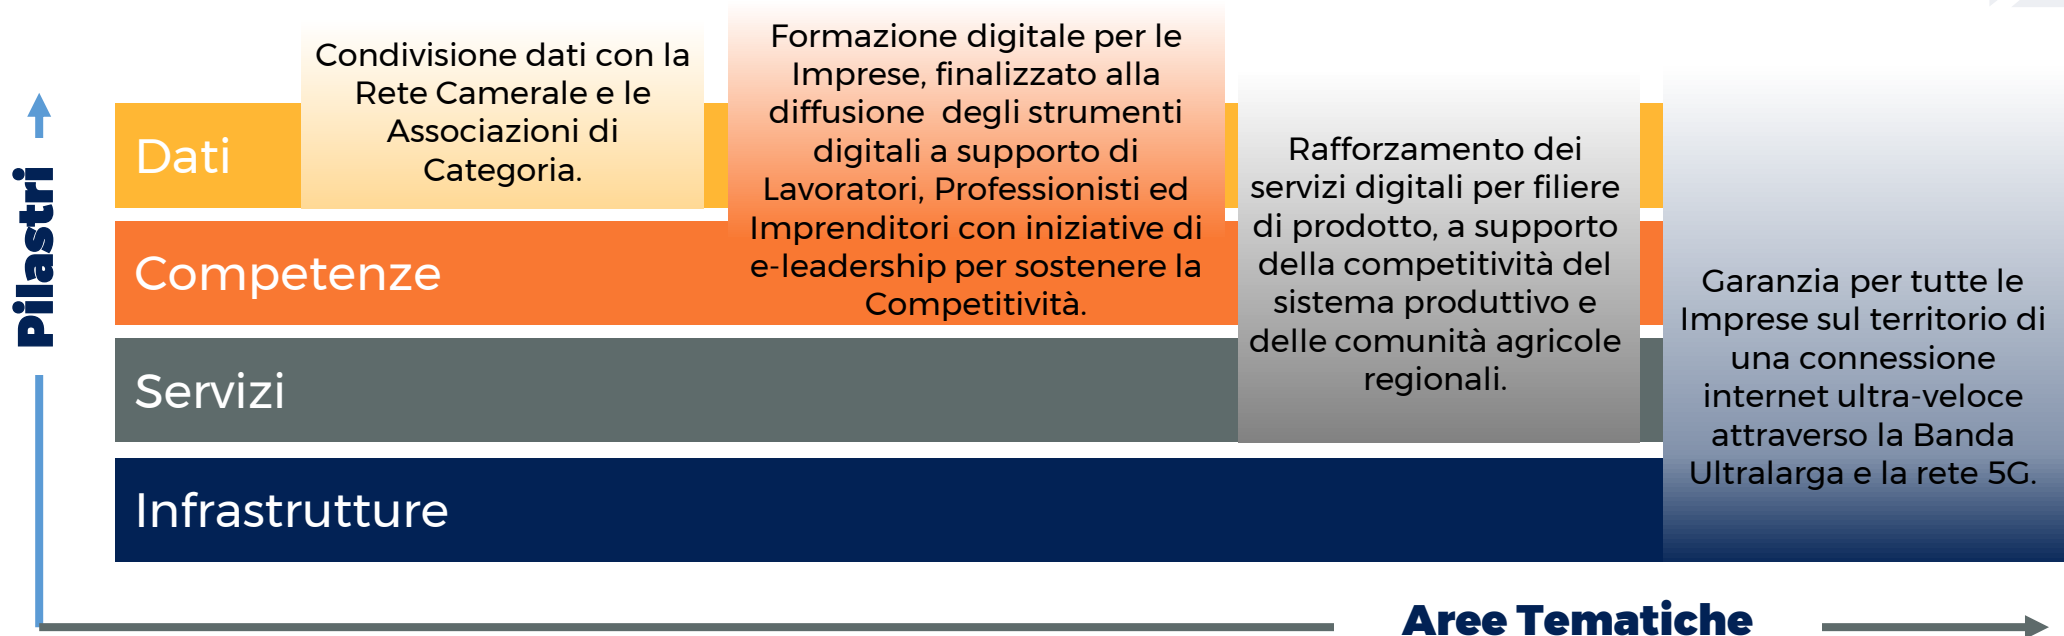 Pilastri
Dati
Condivisione dati con la
Rete Camerale e le
Associazioni di
Categoria.
Competenze
Formazione digitale per le
Imprese, finalizzato alla
diffusione  degli strumenti
digitali a supporto di
Lavoratori, Professionisti ed
Imprenditori con iniziative di
e-leadership per sostenere la
Competitività.
Servizi
Rafforzamento dei
servizi digitali per filiere
di prodotto, a supporto
della competitività del
sistema produttivo e
delle comunità agricole
regionali.
Infrastrutture
Garanzia per tutte le
Imprese sul territorio di
una connessione
internet ultra-veloce
attraverso la Banda
Ultralarga e la rete 5G.
Aree Tematiche